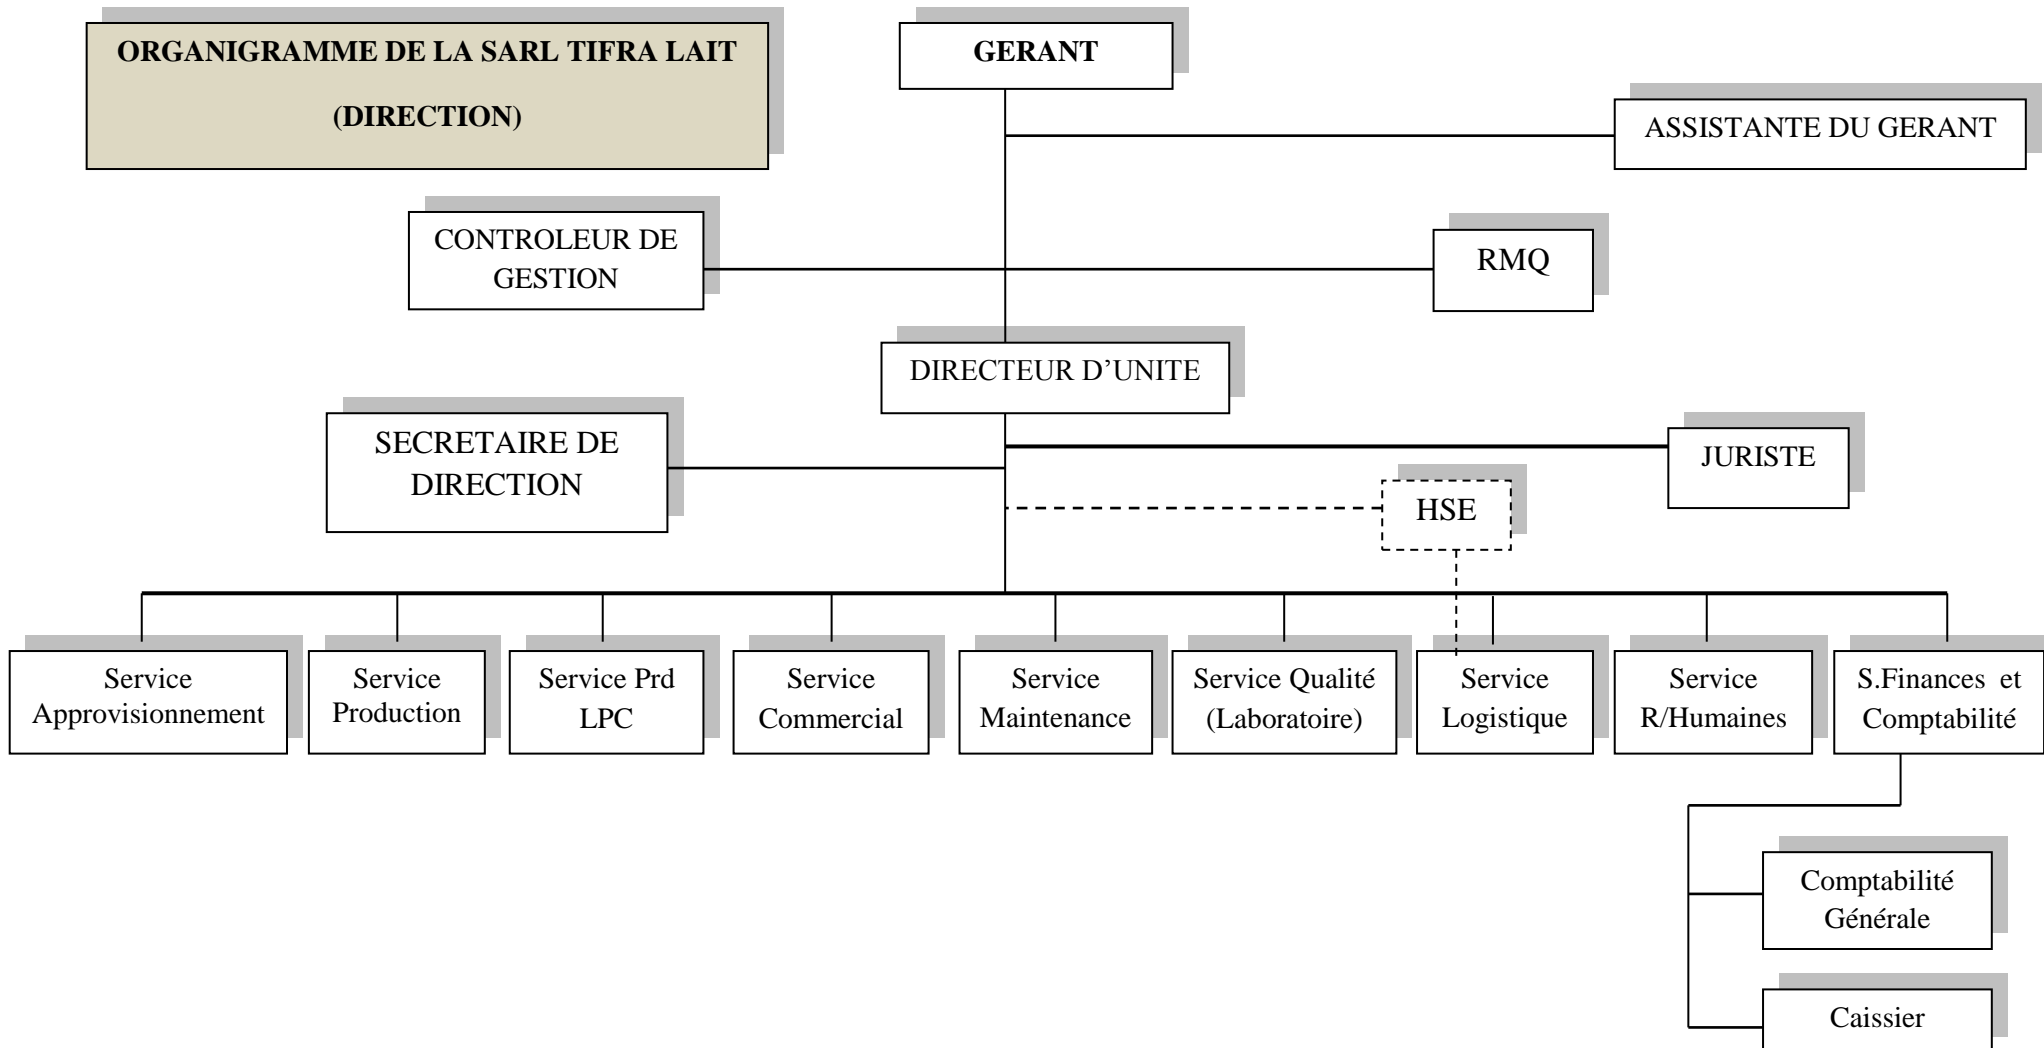 ORGANIGRAMME DE LA SARL TIFRA LAIT
(DIRECTION)
GERANT
ASSISTANTE DU GERANT
CONTROLEUR DE
GESTION
RMQ
DIRECTEUR D’UNITE
SECRETAIRE DE
DIRECTION
JURISTE
HSE
Service
Approvisionnement
Service
Production
Service Prd
LPC
Service
Commercial
Service
Maintenance
Service Qualité
(Laboratoire)
Service
Logistique
Service
R/Humaines
S.Finances et
Comptabilité
Comptabilité
Générale
Caissier